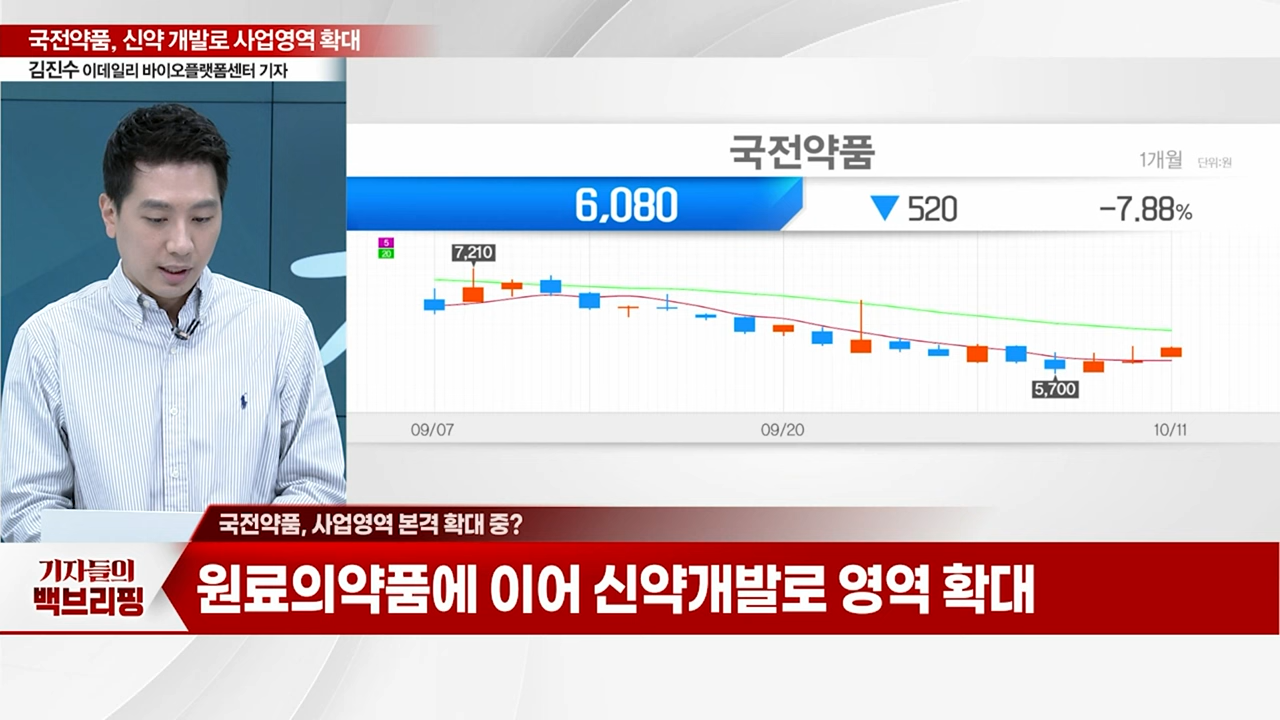 국전약품, 신약 개발로 사업영역 확대
김진수 이데일리 바이오플랫폼센터 기자
국전약품
1개월 단위:원
6,080 ▼ 520 -7.88%
5
20
7,210
5,700
09/07 09/20 10/11
국전약품, 사업영역 본격 확대 중?
기자들의
백브리핑
원료의약품에 이어 신약개발로 영역 확대